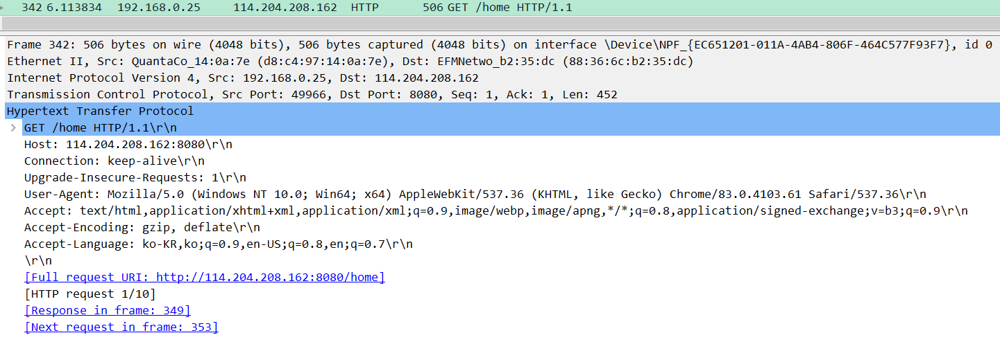 342 6.113834 192.168.0.25 114.204.208.162 HTTP 506 GET /home HTTP/1.1
Frame 342: 506 bytes on wire (4048 bits), 506 bytes captured (4048 bits) on interface \Device\NPF_{EC651201-011A-4AB4-806F-464C577F93F7}, id 0
Ethernet II, Src: QuantaCo_14:0a:7e (d8:c4:97:14:0a:7e), Dst: EFMNetwo_b2:35:dc (88:36:6c:b2:35:dc)
Internet Protocol Version 4, Src: 192.168.0.25, Dst: 114.204.208.162
Transmission Control Protocol, Src Port: 49966, Dst Port: 8080, Seq: 1, Ack: 1, Len: 452
Hypertext Transfer Protocol
GET /home HTTP/1.1\r\n
Host: 114.204.208.162:8080\r\n
Connection: keep-alive\r\n
Upgrade-Insecure-Requests: 1\r\n
User-Agent: Mozilla/5.0 (Windows NT 10.0; Win64; x64) AppleWebKit/537.36 (KHTML, like Gecko) Chrome/83.0.4103.61 Safari/537.36\r\n
Accept: text/html,application/xhtml+xml,application/xml;q=0.9,image/webp,image/apng,*/*;q=0.8,application/signed-exchange;v=b3;q=0.9\r\n
Accept-Encoding: gzip, deflate\r\n
Accept-Language: ko-KR,ko;q=0.9,en-US;q=0.8,en;q=0.7\r\n
\r\n
[Full request URI: http://114.204.208.162:8080/home]
[HTTP request 1/10]
[Response in frame: 349]
[Next request in frame: 353]